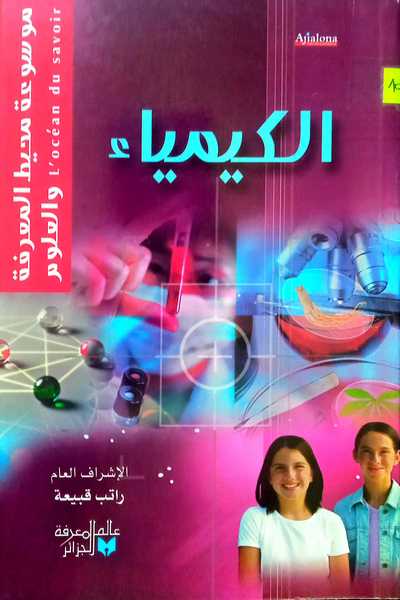 Ajialona
موسوعة محيط المعرفة
والعلوم
L'océan du savoir
الكيمياء
الإشراف العام
راتب قبيعة
عالم المعرفة
الجزائر